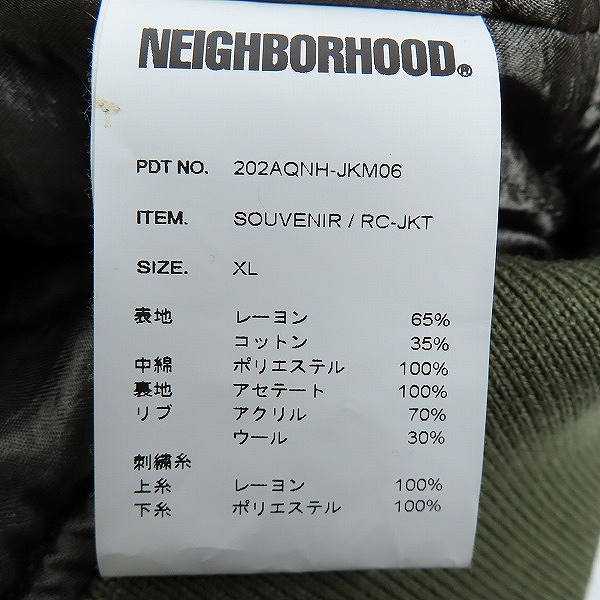 NEIGHBORHOOD®
PDT NO. 202AQNH-JKM06
ITEM. SOUVENIR / RC-JKT
SIZE. XL
表地 レーヨン 65%
コットン 35%
中綿 ポリエステル 100%
裏地 アセテート 100%
リブ アクリル 70%
ウール 30%
刺繍糸
上糸 レーヨン 100%
下糸 ポリエステル 100%